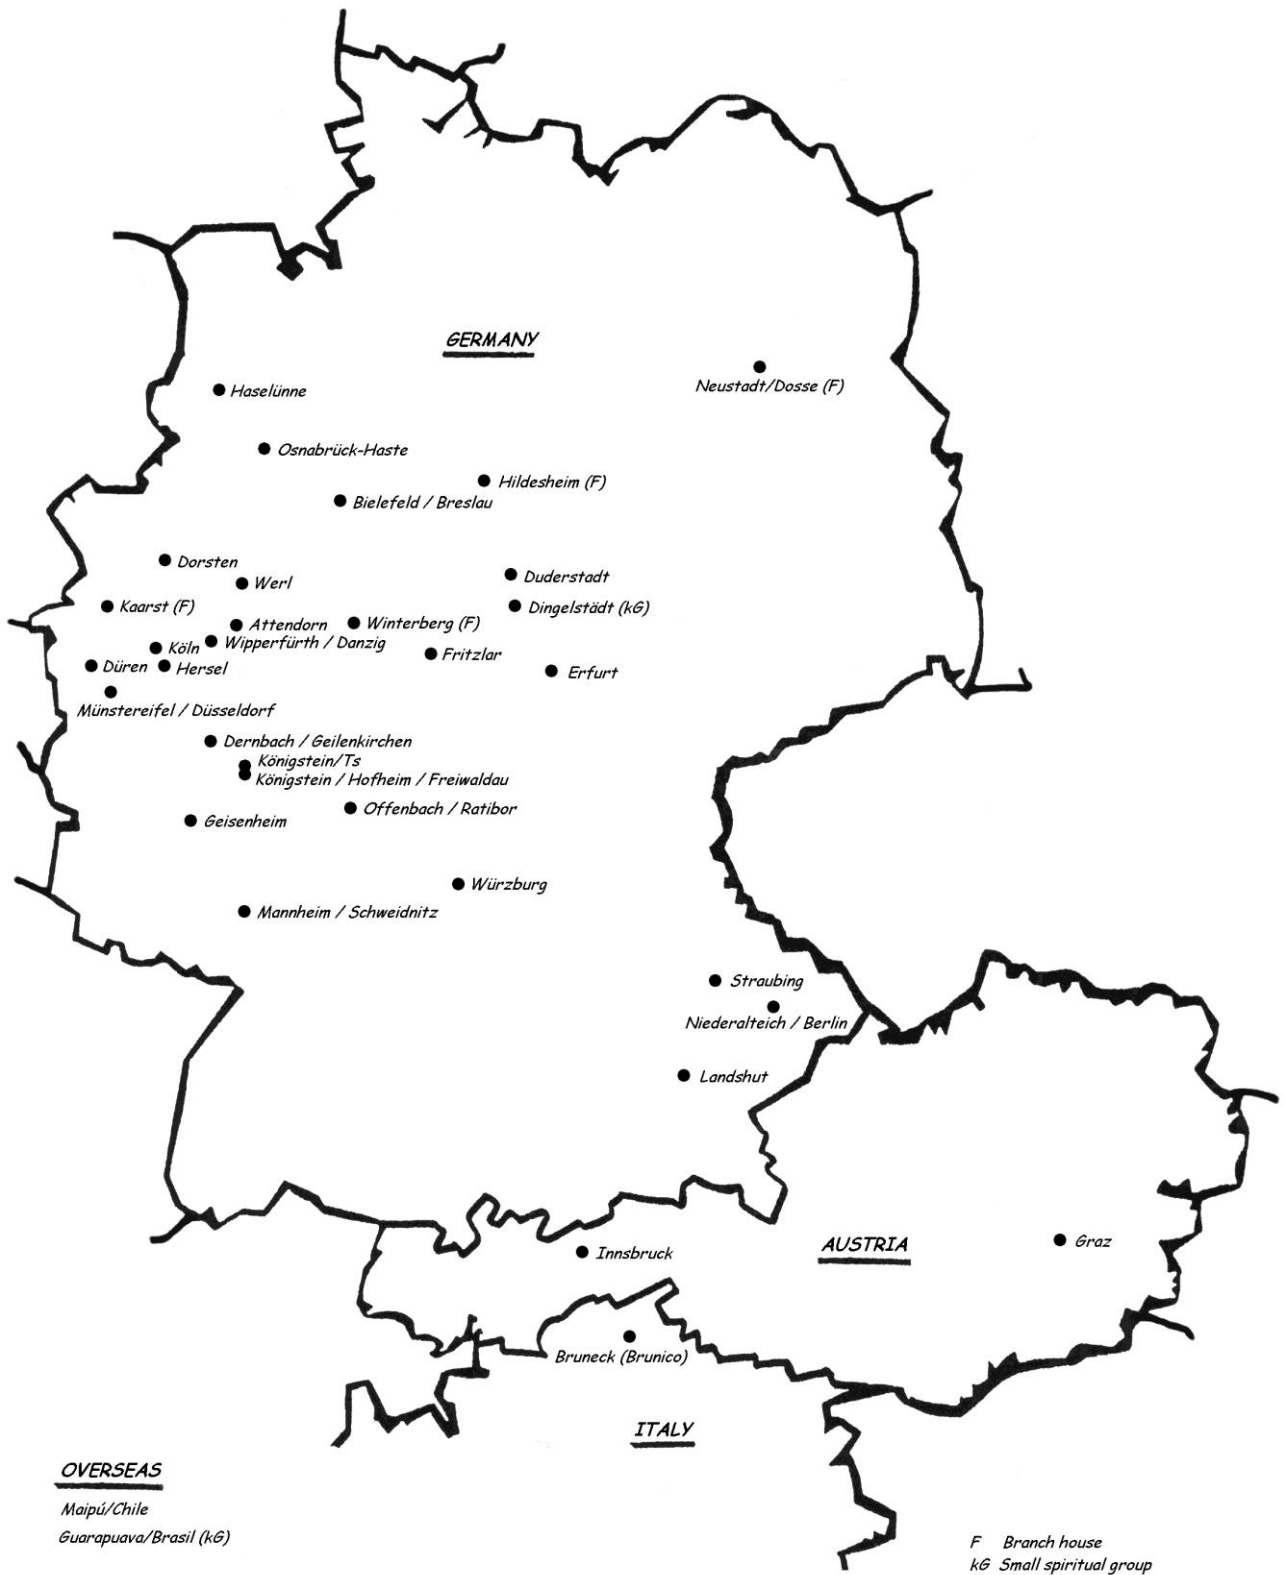 GERMANY
Neustadt/Dosse (F)
Haselünne
Osnabrück-Haste
Hildesheim (F)
Bielefeld / Breslau
Dorsten
Duderstadt
Werl
Kaarst (F)
Dingelstädt (kG)
Attendorn
Winterberg (F)
Wipperfürth / Danzig
Köln
Fritzlar
Düren
Hersel
Erfurt
Münstereifel / Düsseldorf
Dernbach / Geilenkirchen
Königstein/Ts
Königstein / Hofheim / Freiwaldau
Offenbach / Ratibor
Geisenheim
Würzburg
Mannheim / Schweidnitz
Straubing
Niederalteich / Berlin
Landshut
AUSTRIA
Graz
Innsbruck
Bruneck (Brunico)
ITALY
OVERSEAS
Maipú/Chile
Guarapuava/Brasil (kG)
F Branch house
kG Small spiritual group